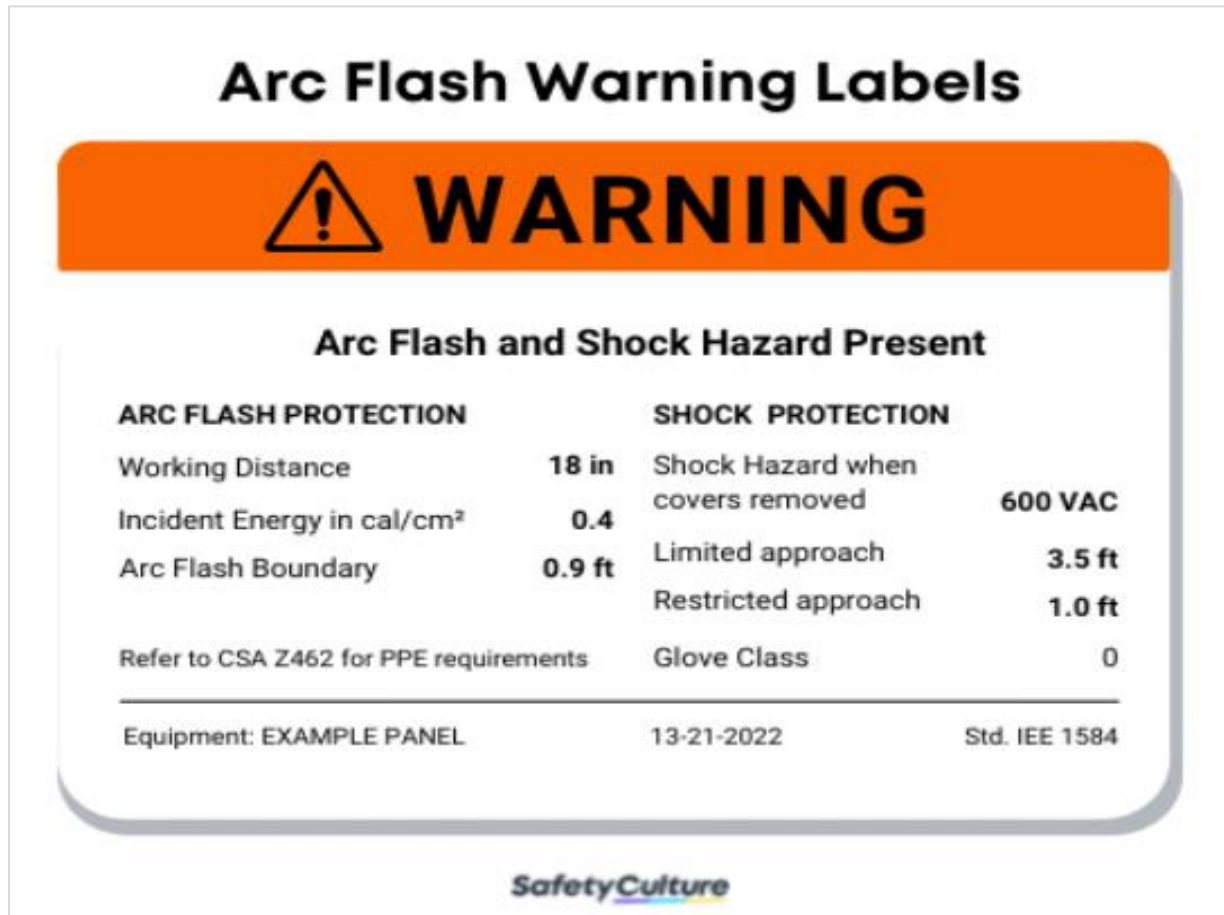 Arc Flash Warning Labels
WARNING
Arc Flash and Shock Hazard Present
ARC FLASH PROTECTION
Working Distance 18 in
Incident Energy in cal/cm² 0.4
Arc Flash Boundary 0.9 ft
Refer to CSA Z462 for PPE requirements
SHOCK PROTECTION
Shock Hazard when
covers removed 600 VAC
Limited approach 3.5 ft
Restricted approach 1.0 ft
Glove Class 0
Equipment: EXAMPLE PANEL 13-21-2022 Std. IEE 1584
SafetyCulture